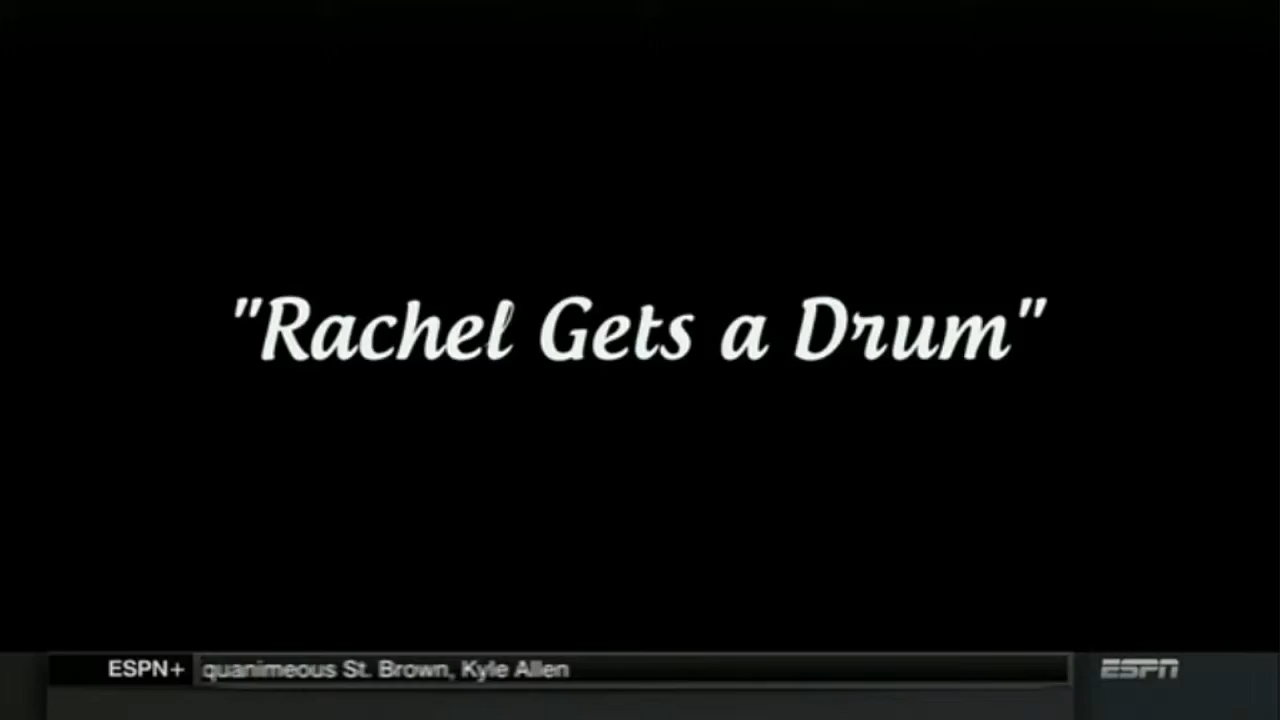 "Rachel Gets a Drum"
ESPN+ quanimeous St. Brown, Kyle Allen ESPN